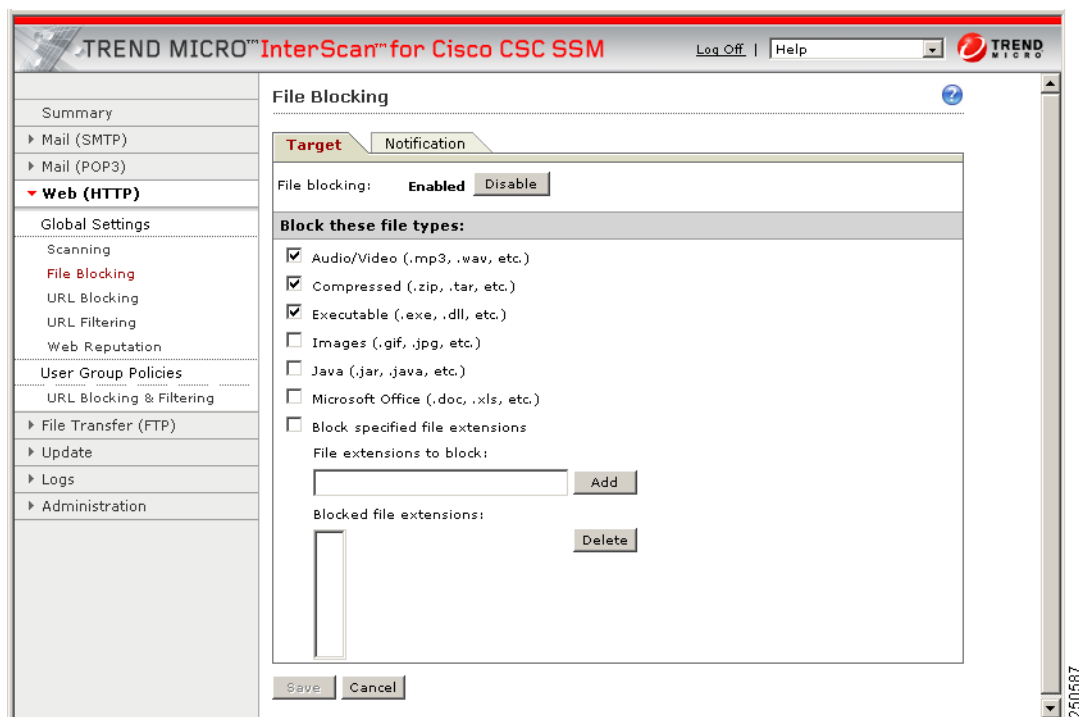 TREND MICRO™ InterScan™ for Cisco CSC SSM
Log Off | Help
TREND MICRO
Summary
Mail (SMTP)
Mail (POP3)
Web (HTTP)
Global Settings
Scanning
File Blocking
URL Blocking
URL Filtering
Web Reputation
User Group Policies
URL Blocking & Filtering
File Transfer (FTP)
Update
Logs
Administration
File Blocking
?
Target
Notification
File blocking: Enabled Disable
Block these file types:
Audio/Video (.mp3, .wav, etc.)
Compressed (.zip, .tar, etc.)
Executable (.exe, .dll, etc.)
Images (.gif, .jpg, etc.)
Java (.jar, .java, etc.)
Microsoft Office (.doc, .xls, etc.)
Block specified file extensions
File extensions to block:
Add
Blocked file extensions:
Delete
Save Cancel
250587